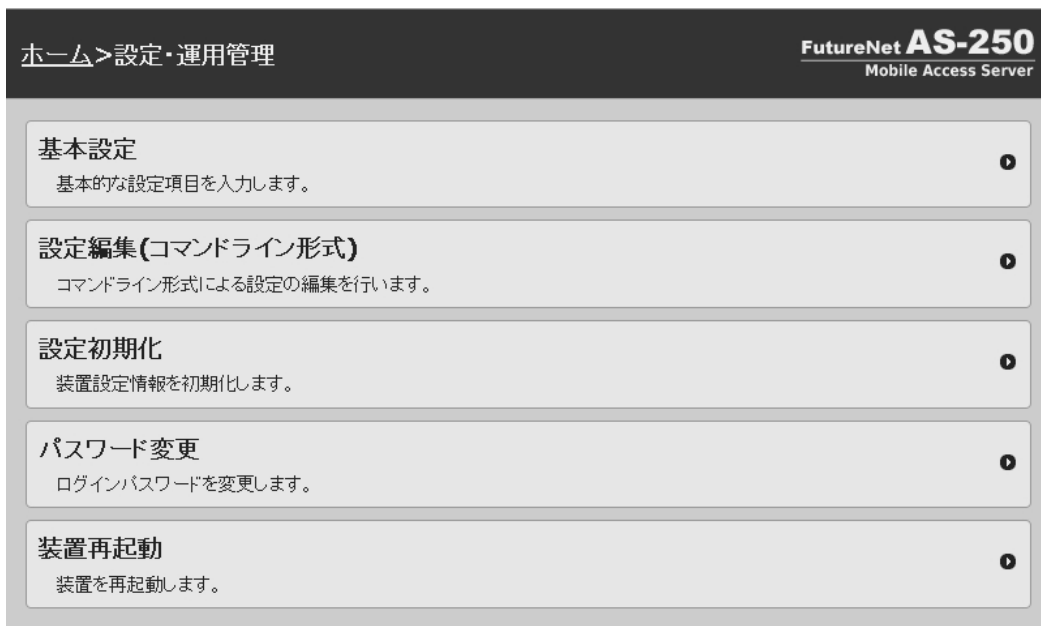 ホーム>設定・運用管理
FutureNet AS-250
Mobile Access Server
基本設定
基本的な設定項目を入力します。
設定編集(コマンドライン形式)
コマンドライン形式による設定の編集を行います。
設定初期化
装置設定情報を初期化します。
パスワード変更
ログインパスワードを変更します。
装置再起動
装置を再起動します。